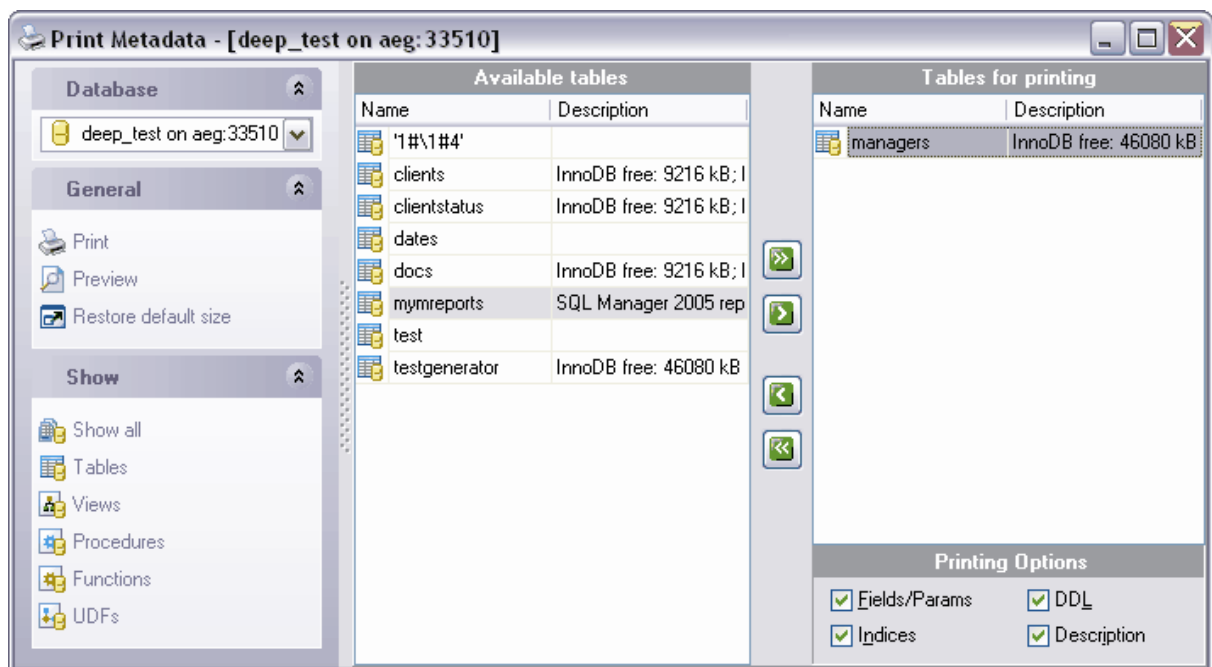 Print Metadata - [deep_test on aeg:33510]
Database
deep_test on aeg:33510
General
Print
Preview
Restore default size
Show
Show all
Tables
Views
Procedures
Functions
UDFs
Available tables
Name Description
'1#\1#4'
clients InnoDB free: 9216 kB; I
clientstatus InnoDB free: 9216 kB; I
dates
docs InnoDB free: 9216 kB; I
mymreports SQL Manager 2005 rep
test
testgenerator InnoDB free: 46080 kB
Tables for printing
Name Description
managers InnoDB free: 46080 kB
Printing Options
Fields/Params DDL
Indices Description